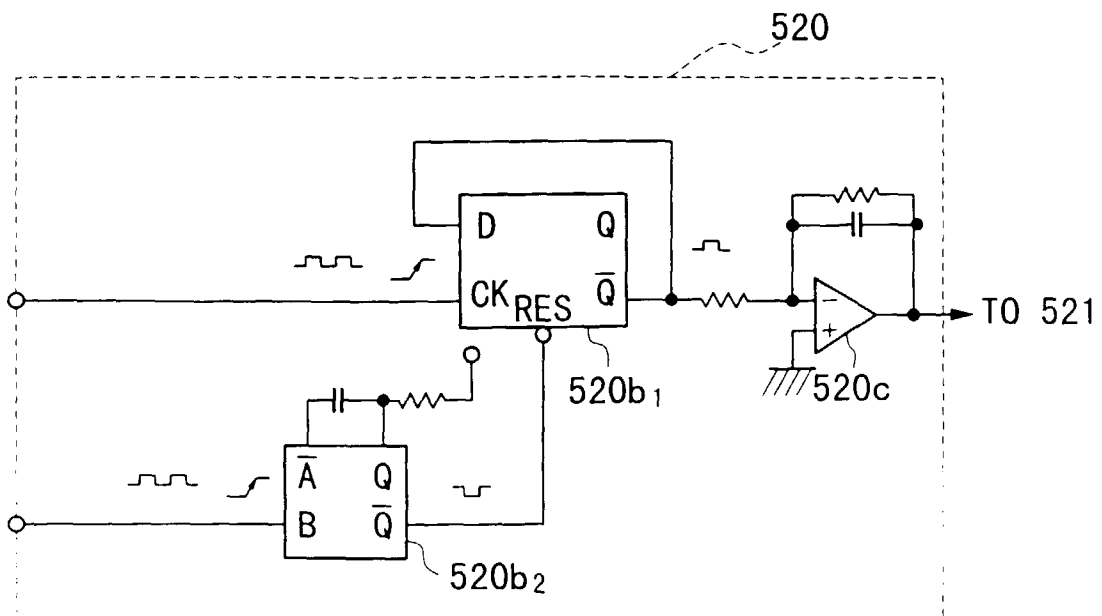 520
D Q
CK Q̅
RES
TO 521
520b₁
520c
A̅ Q
B Q̅
520b₂
−
+